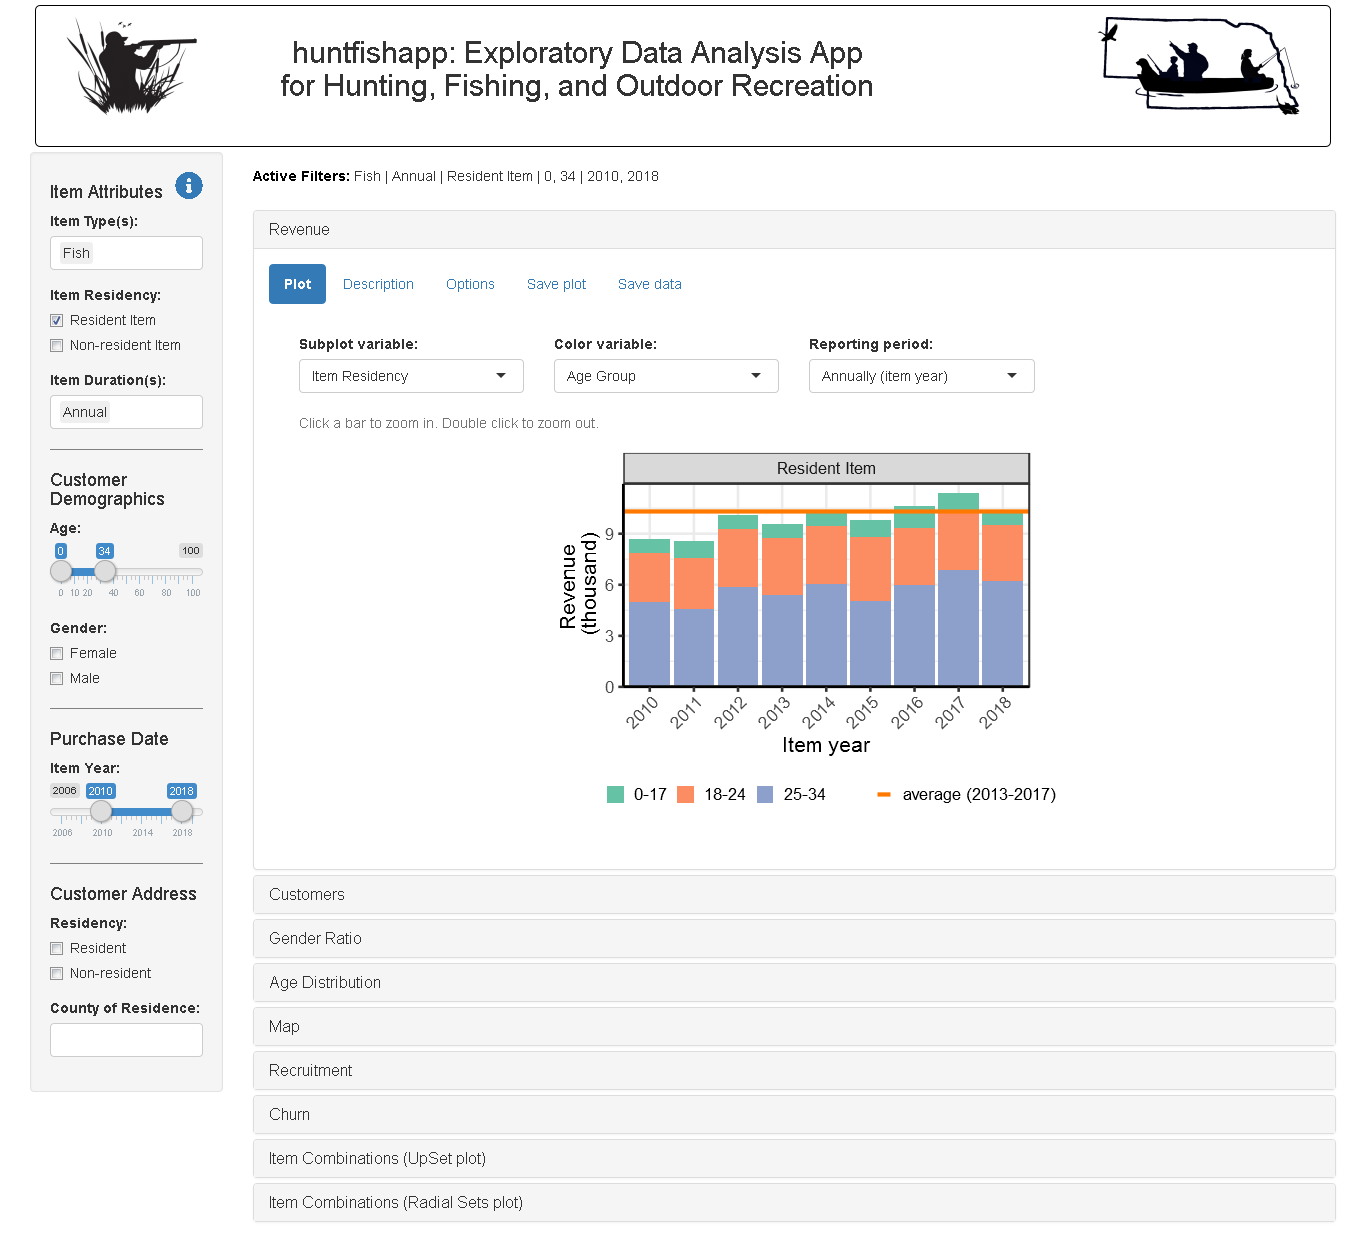 huntfishapp: Exploratory Data Analysis App
for Hunting, Fishing, and Outdoor Recreation
Item Attributes
Item Type(s):
Fish
Item Residency:
Resident Item
Non-resident Item
Item Duration(s):
Annual
Customer
Demographics
Age:
0 34 100
0 10 20 40 60 80 100
Gender:
Female
Male
Purchase Date
Item Year:
2006 2010 2018
2006 2010 2014 2018
Customer Address
Residency:
Resident
Non-resident
County of Residence:
Active Filters: Fish | Annual | Resident Item | 0, 34 | 2010, 2018
Revenue
Plot Description Options Save plot Save data
Subplot variable: Color variable: Reporting period:
Item Residency Age Group Annually (item year)
Click a bar to zoom in. Double click to zoom out.
Resident Item
Revenue
(thousand)
9
6
3
0
2010 2011 2012 2013 2014 2015 2016 2017 2018
Item year
0-17 18-24 25-34 average (2013-2017)
Customers
Gender Ratio
Age Distribution
Map
Recruitment
Churn
Item Combinations (UpSet plot)
Item Combinations (Radial Sets plot)